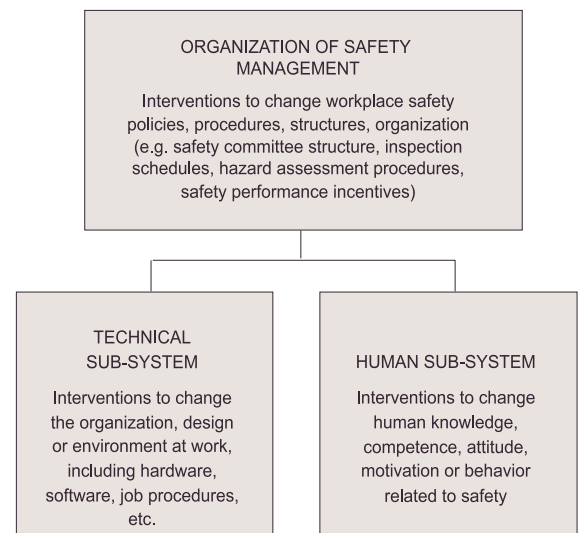 ORGANIZATION OF SAFETY
MANAGEMENT
Interventions to change workplace safety
policies, procedures, structures, organization
(e.g. safety committee structure, inspection
schedules, hazard assessment procedures,
safety performance incentives)
TECHNICAL
SUB-SYSTEM
Interventions to change
the organization, design
or environment at work,
including hardware,
software, job procedures,
etc.
HUMAN SUB-SYSTEM
Interventions to change
human knowledge,
competence, attitude,
motivation or behavior
related to safety